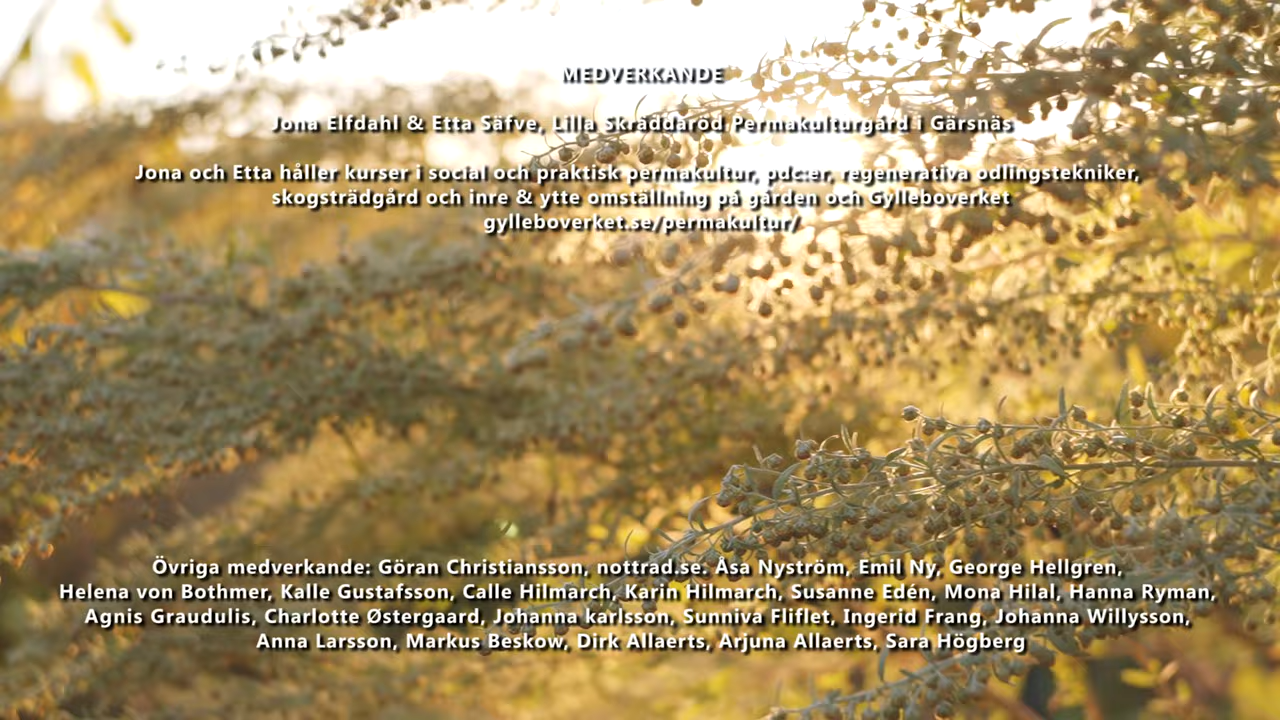 MEDVERKANDE
Jona Elfdahl & Etta Säfve, Lilla Skräddaröd Permakulturgård i Gärsnäs
Jona och Etta håller kurser i social och praktisk permakultur, pdc:er, regenerativa odlingstekniker,
skogsträdgård och inre & ytte omställning på gården och Gylleboverket
gylleboverket.se/permakultur/
Övriga medverkande: Göran Christiansson, nottrad.se. Åsa Nyström, Emil Ny, George Hellgren,
Helena von Bothmer, Kalle Gustafsson, Calle Hilmarch, Karin Hilmarch, Susanne Edén, Mona Hilal, Hanna Ryman,
Agnis Graudulis, Charlotte Østergaard, Johanna karlsson, Sunniva Fliflet, Ingerid Frang, Johanna Willysson,
Anna Larsson, Markus Beskow, Dirk Allaerts, Arjuna Allaerts, Sara Högberg